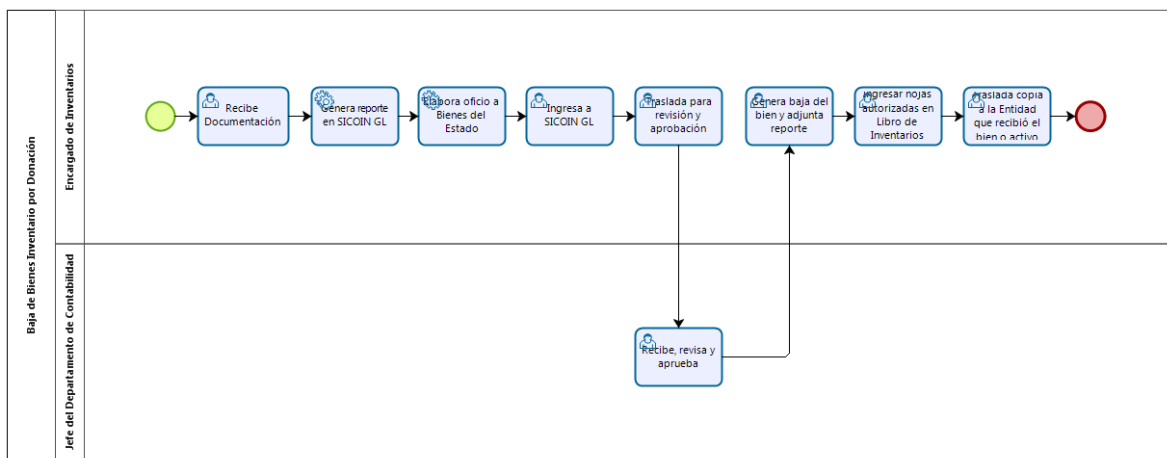 Baja de Bienes Inventario por Donación
Encargado de Inventarios
Recibe
Documentación
Genera reporte
en SICOIN GL
Elabora oficio a
Bienes del
Estado
Ingresa a
SICOIN GL
Traslada para
revisión y
aprobación
Genera baja del
bien y adjunta
reporte
Ingresar hojas
autorizadas en
Libro de
Inventarios
Traslada copia
a la Entidad
que recibió el
bien o activo
Jefe del Departamento de Contabilidad
Recibe, revisa y
aprueba